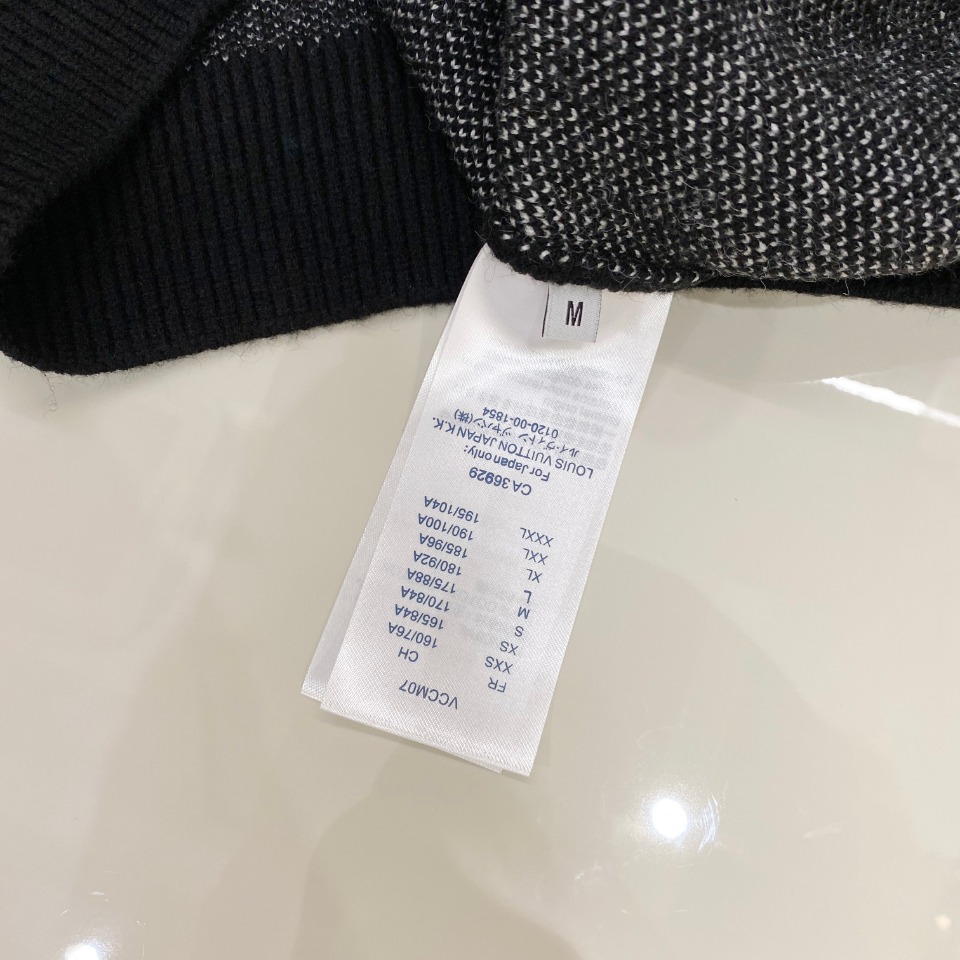 M
VCCM07
FR CH
XXS 160/76A
XS 165/84A
S 170/84A
M 175/88A
L 180/92A
XL 185/96A
XXL 190/100A
XXXL 195/104A
CA 36929
For Japan only:
LOUIS VUITTON JAPAN K.K.
ルイ・ヴィトン ジャパン(株)
0120-00-1854